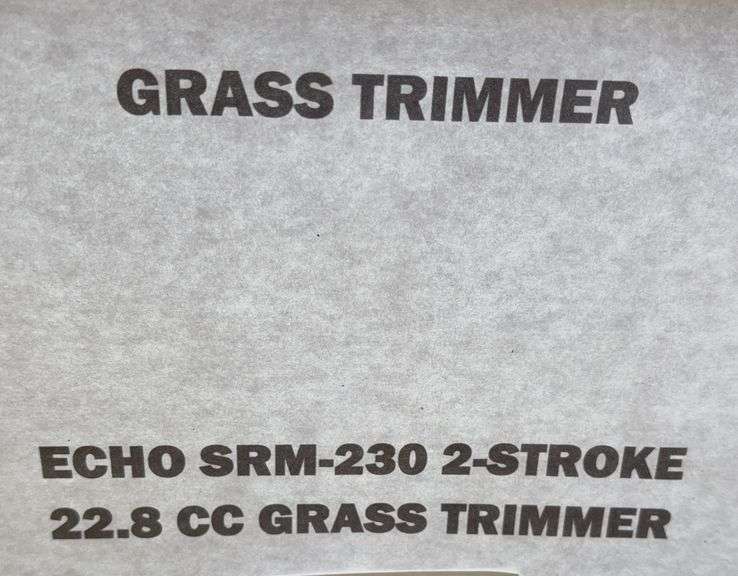 GRASS TRIMMER
ECHO SRM-230 2-STROKE
22.8 CC GRASS TRIMMER